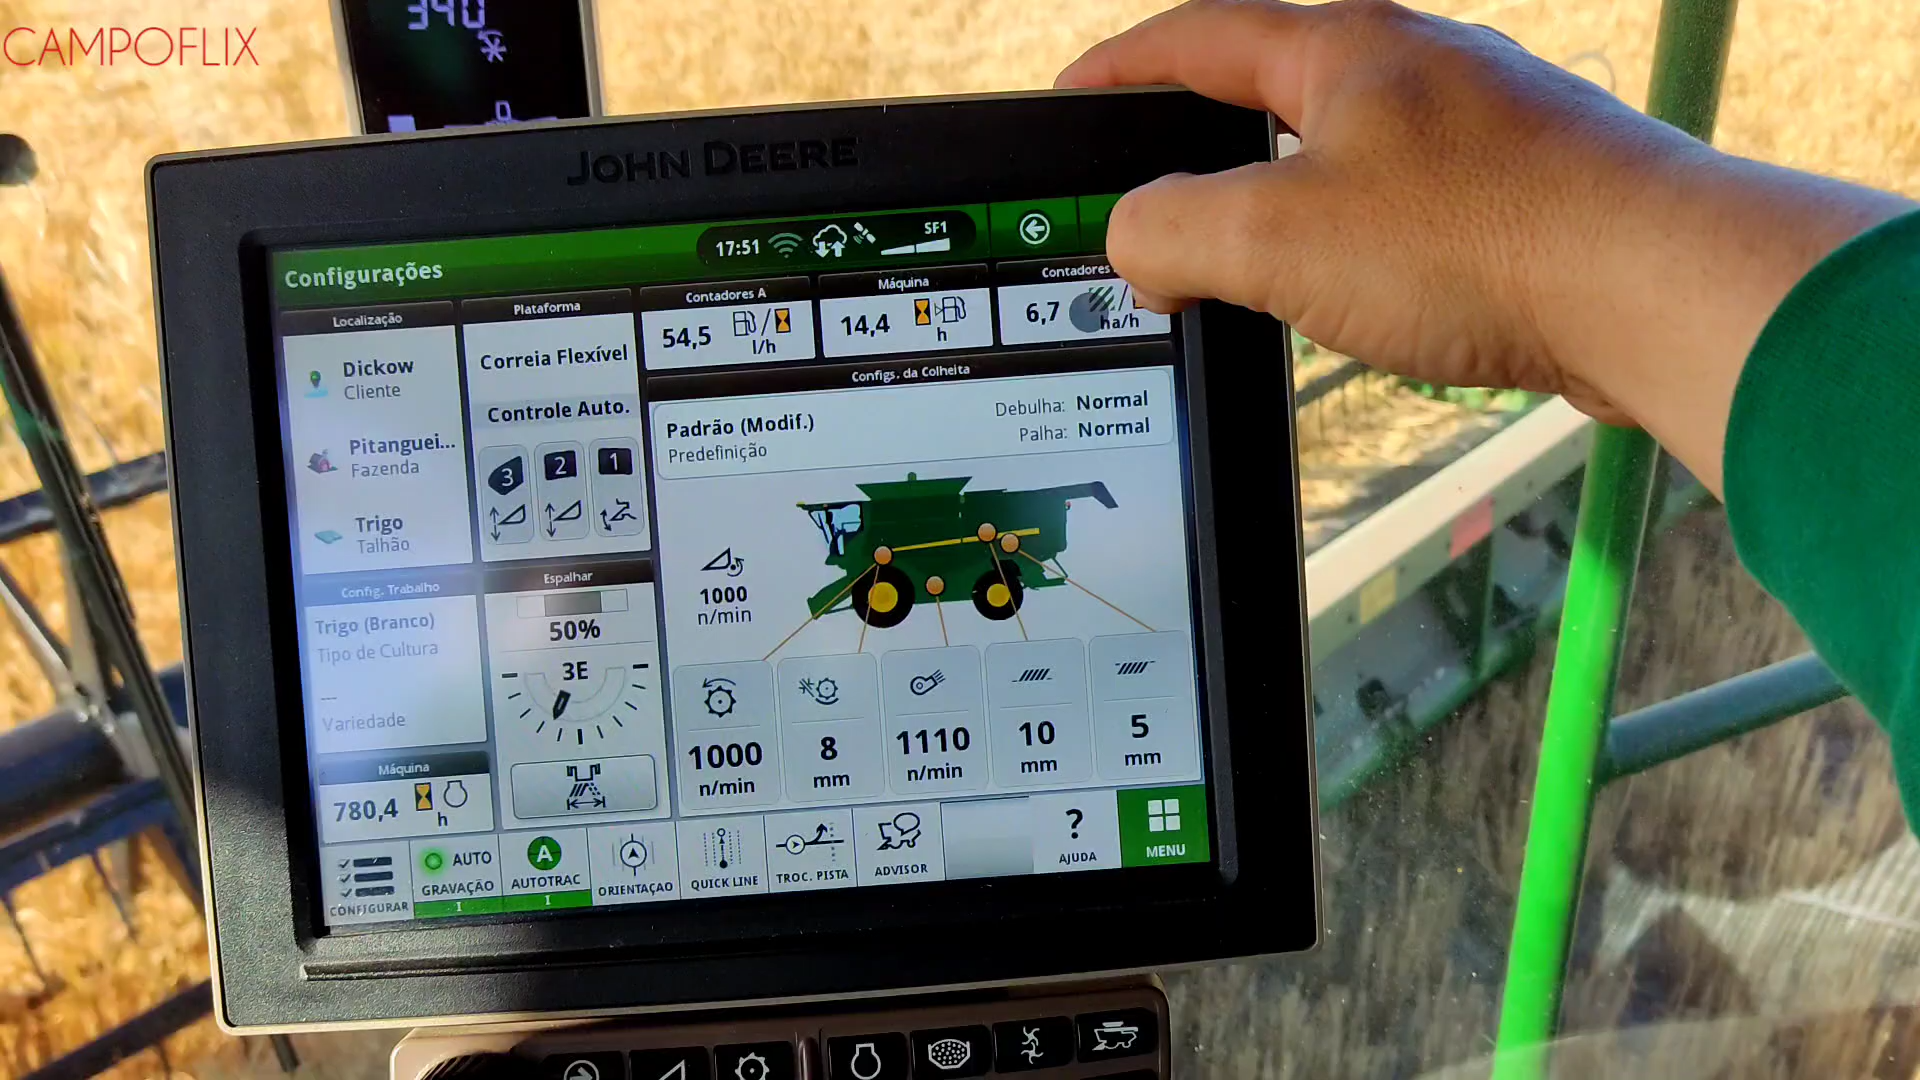 CAMPOFLIX
340
JOHN DEERE
Configurações
17:51
SF1
Localização
Dickow
Cliente
Pitanguei...
Fazenda
Trigo
Talhão
Plataforma
Correia Flexível
Controle Auto.
3 2 1
Contadores A
54,5
l/h
Máquina
14,4
h
Contadores
6,7
ha/h
Configs. da Colheita
Padrão (Modif.)
Predefinição
Debulha: Normal
Palha: Normal
1000
n/min
Config. Trabalho
Trigo (Branco)
Tipo de Cultura
---
Variedade
Espalhar
50%
3E
Máquina
780,4
h
1000
n/min
8
mm
1110
n/min
10
mm
5
mm
CONFIGURAR
AUTO
GRAVAÇÃO
I
A
AUTOTRAC
I
ORIENTAÇAO
QUICK LINE
TROC. PISTA
ADVISOR
?
AJUDA
MENU